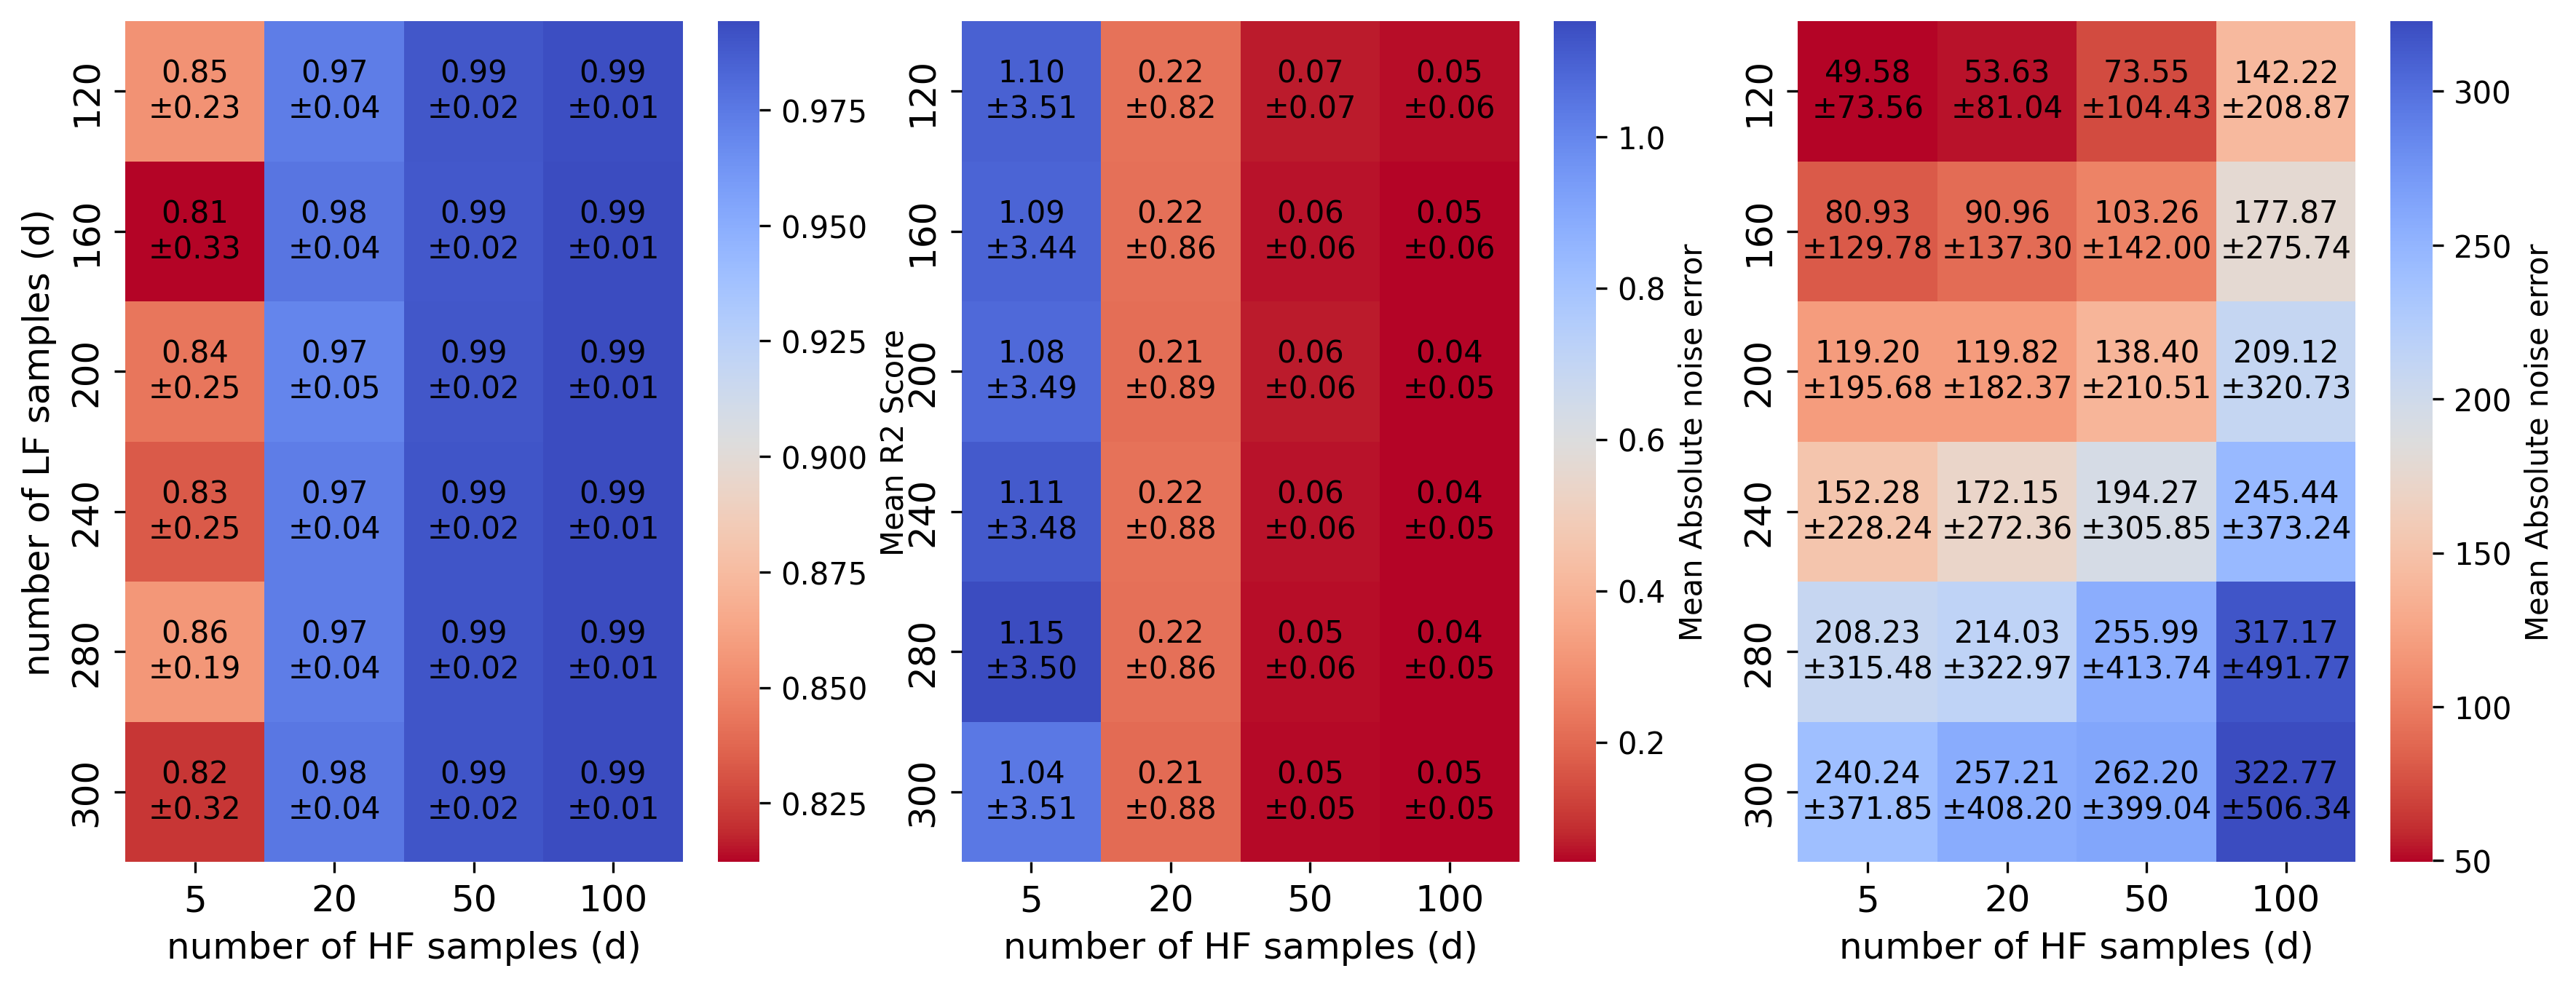 number of LF samples (d)
120
160
200
240
280
300
0.85 0.97 0.99 0.99
±0.23 ±0.04 ±0.02 ±0.01
0.81 0.98 0.99 0.99
±0.33 ±0.04 ±0.02 ±0.01
0.84 0.97 0.99 0.99
±0.25 ±0.05 ±0.02 ±0.01
0.83 0.97 0.99 0.99
±0.25 ±0.04 ±0.02 ±0.01
0.86 0.97 0.99 0.99
±0.19 ±0.04 ±0.02 ±0.01
0.82 0.98 0.99 0.99
±0.32 ±0.04 ±0.02 ±0.01
5 20 50 100
number of HF samples (d)
0.975
0.950
0.925
0.900
0.875
0.850
0.825
Mean R2 Score
120
160
200
240
280
300
1.10 0.22 0.07 0.05
±3.51 ±0.82 ±0.07 ±0.06
1.09 0.22 0.06 0.05
±3.44 ±0.86 ±0.06 ±0.06
1.08 0.21 0.06 0.04
±3.49 ±0.89 ±0.06 ±0.05
1.11 0.22 0.06 0.04
±3.48 ±0.88 ±0.06 ±0.05
1.15 0.22 0.05 0.04
±3.50 ±0.86 ±0.06 ±0.05
1.04 0.21 0.05 0.05
±3.51 ±0.88 ±0.05 ±0.05
5 20 50 100
number of HF samples (d)
1.0
0.8
0.6
0.4
0.2
Mean Absolute noise error
120
160
200
240
280
300
49.58 53.63 73.55 142.22
±73.56 ±81.04 ±104.43 ±208.87
80.93 90.96 103.26 177.87
±129.78 ±137.30 ±142.00 ±275.74
119.20 119.82 138.40 209.12
±195.68 ±182.37 ±210.51 ±320.73
152.28 172.15 194.27 245.44
±228.24 ±272.36 ±305.85 ±373.24
208.23 214.03 255.99 317.17
±315.48 ±322.97 ±413.74 ±491.77
240.24 257.21 262.20 322.77
±371.85 ±408.20 ±399.04 ±506.34
5 20 50 100
number of HF samples (d)
300
250
200
150
100
50
Mean Absolute noise error